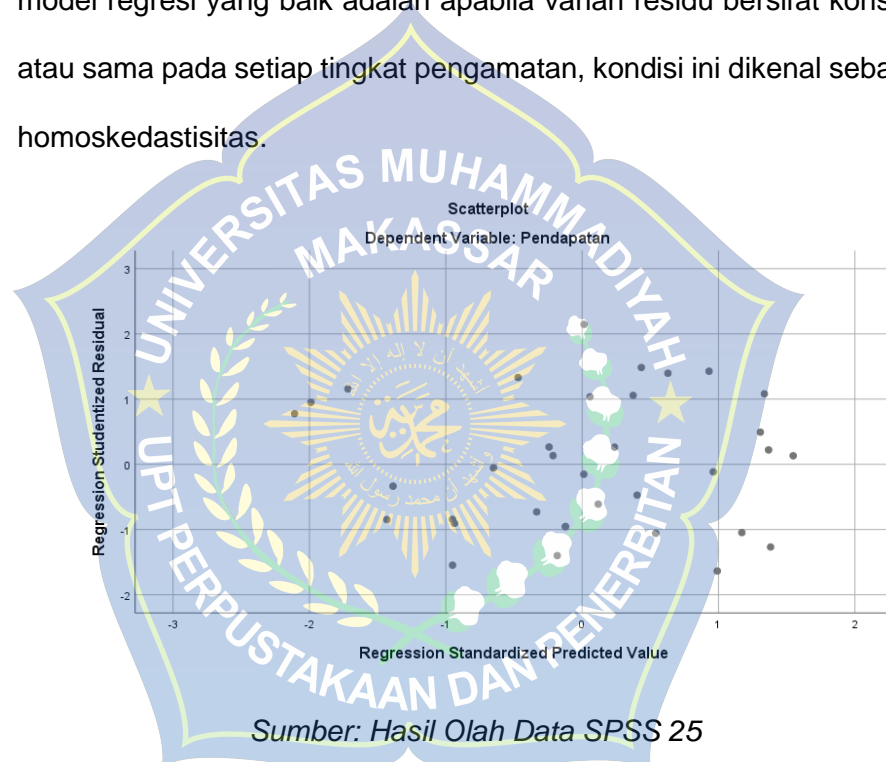 model regresi yang baik adalah apabila varian residu bersifat kons
atau sama pada setiap tingkat pengamatan, kondisi ini dikenal seba
homoskedastisitas.
UNIVERSITAS MUHAMMADIYAH
MAKASSAR
Scatterplot
Dependent Variable: Pendapatan
Regression Studentized Residual
3
2
1
0
-1
-2
-3
-2
-1
0
1
2
Regression Standardized Predicted Value
UPT PERPUSTAKAAN DAN PENERBITAN
Sumber: Hasil Olah Data SPSS 25